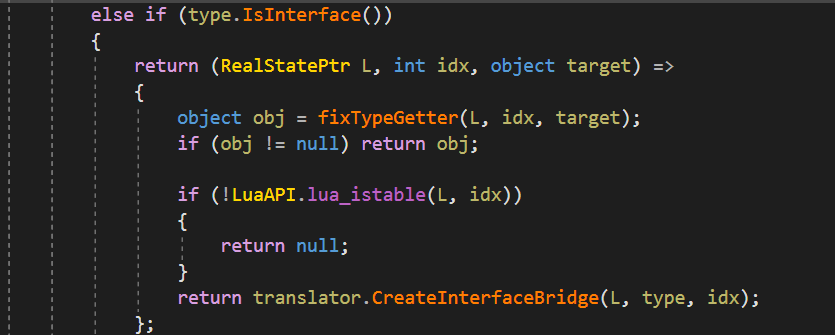 else if (type.IsInterface())
{
return (RealStatePtr L, int idx, object target) =>
{
object obj = fixTypeGetter(L, idx, target);
if (obj != null) return obj;
if (!LuaAPI.lua_istable(L, idx))
{
return null;
}
return translator.CreateInterfaceBridge(L, type, idx);
};